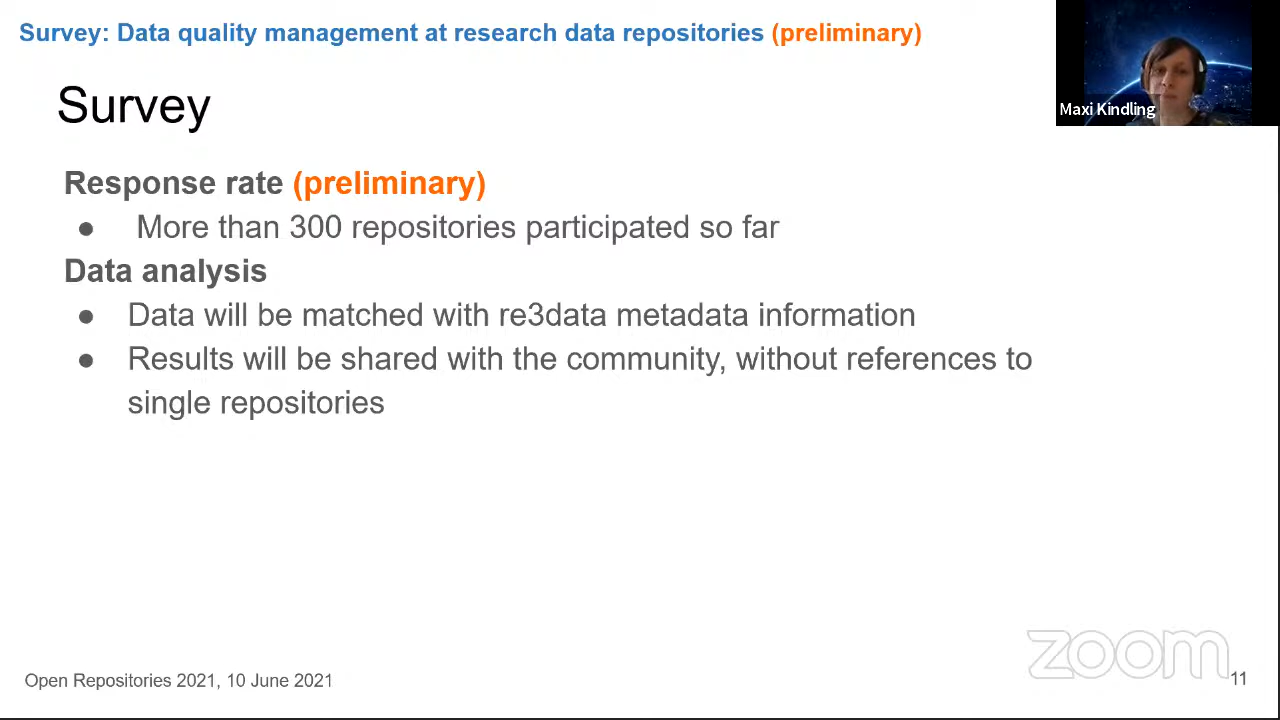 Survey: Data quality management at research data repositories (preliminary)
Maxi Kindling
Survey
Response rate (preliminary)
● More than 300 repositories participated so far
Data analysis
● Data will be matched with re3data metadata information
● Results will be shared with the community, without references to
single repositories
zoom
Open Repositories 2021, 10 June 2021
11